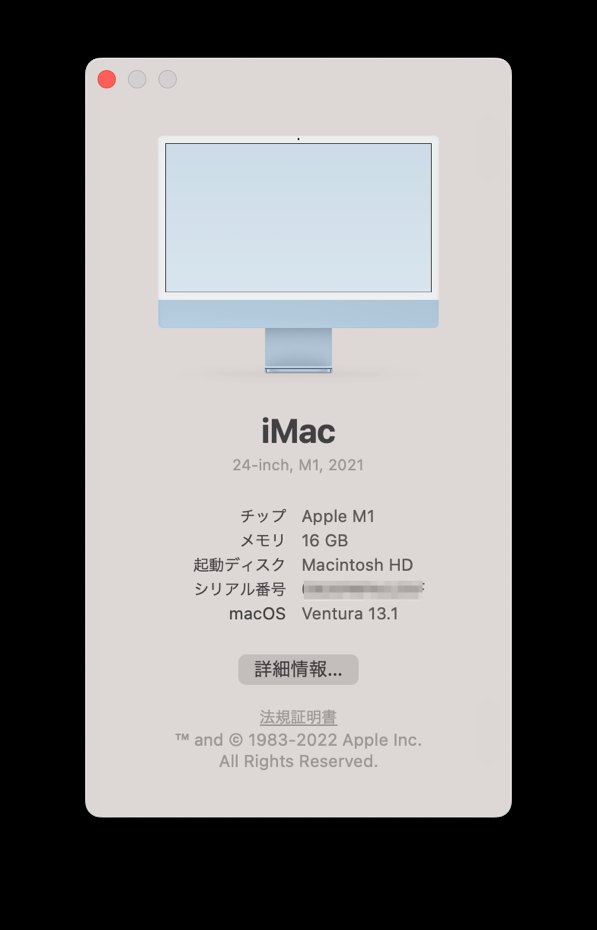 iMac
24-inch, M1, 2021
チップ Apple M1
メモリ 16 GB
起動ディスク Macintosh HD
シリアル番号
macOS Ventura 13.1
詳細情報...
法規証明書
™ and © 1983-2022 Apple Inc.
All Rights Reserved.